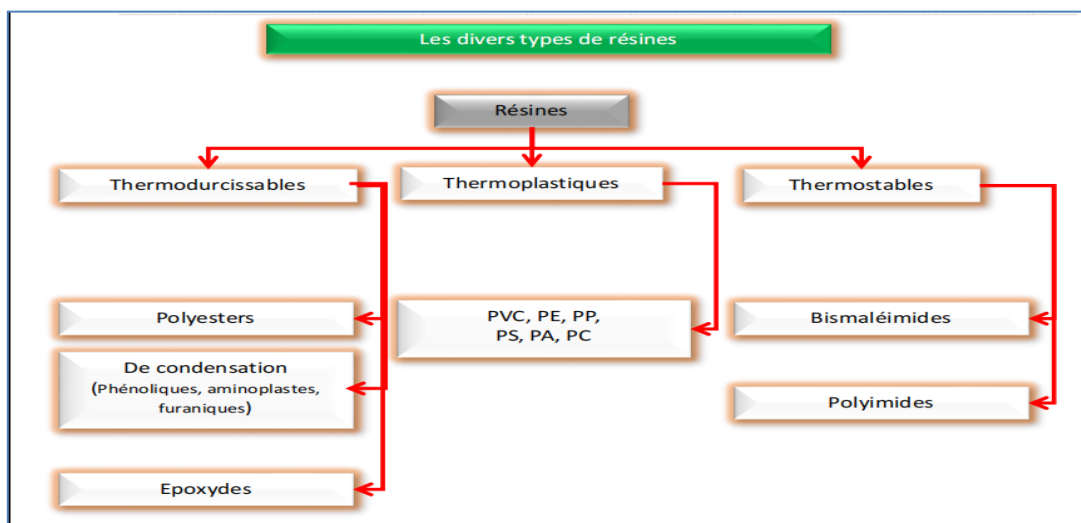 Les divers types de résines
Résines
Thermodurcissables
Thermoplastiques
Thermostables
Polyesters
De condensation
(Phénoliques, aminoplastes,
furaniques)
Epoxydes
PVC, PE, PP,
PS, PA, PC
Bismaléimides
Polyimides